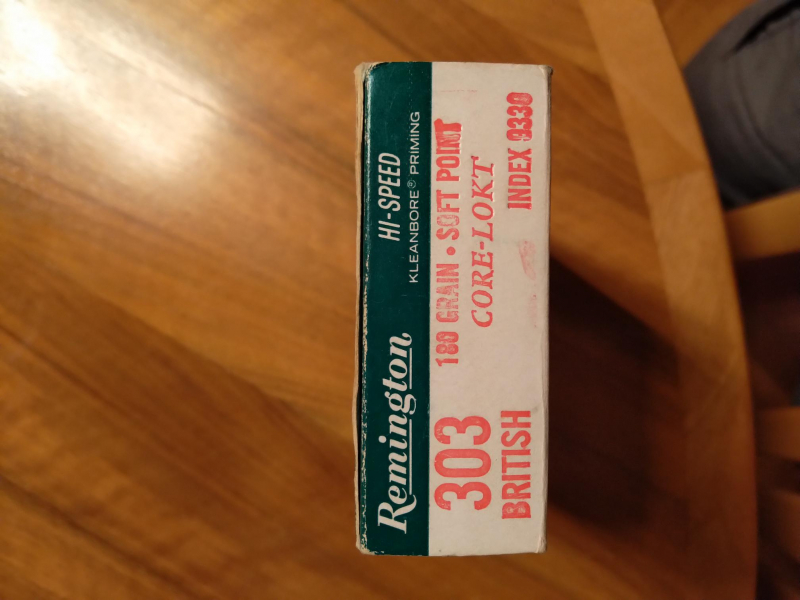 Remington HI-SPEED
KLEANBORE® PRIMING
303 180 GRAIN • SOFT POINT
CORE-LOKT
BRITISH INDEX 9330